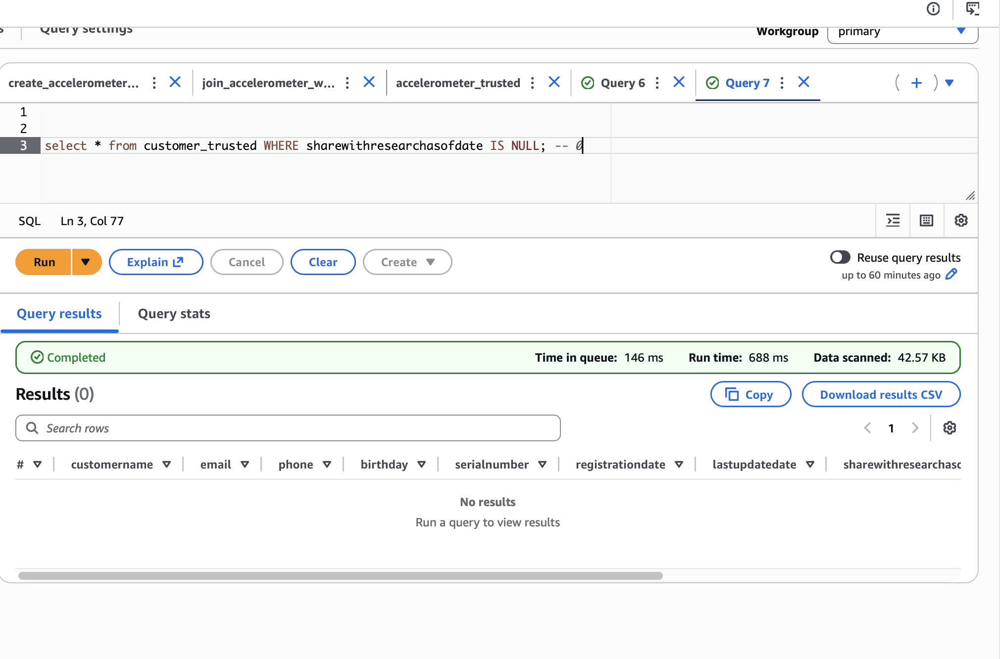 Query settings
Workgroup primary
create_accelerometer... join_accelerometer_w... accelerometer_trusted Query 6 Query 7 ( + )
1
2
3 select * from customer_trusted WHERE sharewithresearchasofdate IS NULL; -- 0
SQL Ln 3, Col 77
Run Explain Cancel Clear Create Reuse query results
up to 60 minutes ago
Query results Query stats
Completed Time in queue: 146 ms Run time: 688 ms Data scanned: 42.57 KB
Results (0) Copy Download results CSV
Search rows 1
# customername email phone birthday serialnumber registrationdate lastupdatedate sharewithresearchaso
No results
Run a query to view results